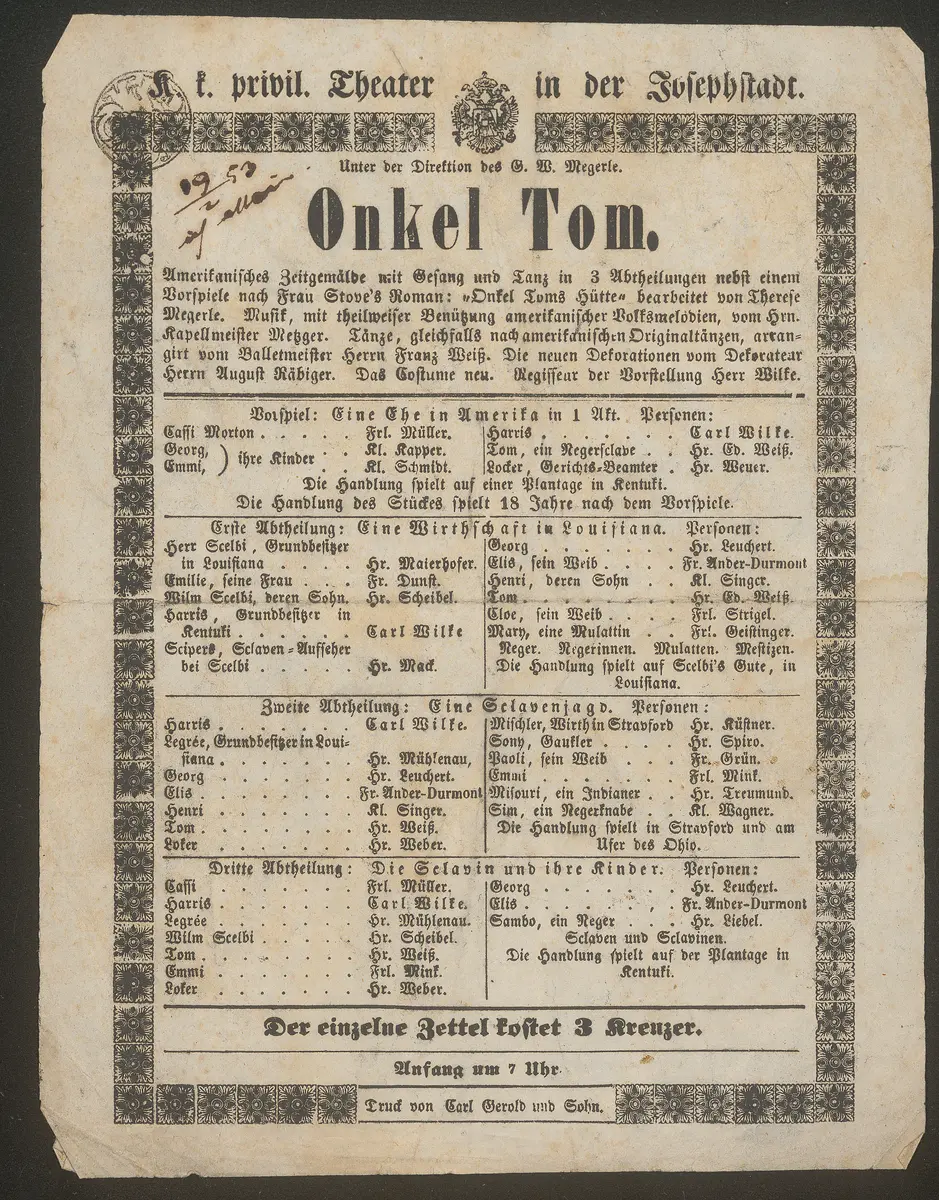 K. k. privil. Theater in der Josephstadt.
Unter der Direktion des G. W. Megerle.
19/2 53
Onkel Tom.
Amerikanisches Zeitgemälde mit Gesang und Tanz in 3 Abtheilungen nebst einem
Vorspiele nach Frau Stove's Roman: „Onkel Toms Hütte“ bearbeitet von Therese
Megerle. Musik, mit theilweiser Benützung amerikanischer Volksmelodien, vom Hrn.
Kapellmeister Metzger. Tänze, gleichfalls nach amerikanischen Originaltänzen, arran-
girt vom Balletmeister Herrn Franz Weiß. Die neuen Dekorationen vom Dekorateur
Herrn August Räbiger. Das Costume neu. Regisseur der Vorstellung Herr Wilke.
Vorspiel: Eine Ehe in Amerika in 1 Akt. Personen:
Cassi Morton . . . . . Frl. Müller.
Georg, } ihre Kinder . . . Kl. Kapper.
Emmi, . . Kl. Schmidt.
Harris . . . . . . . Carl Wilke.
Tom, ein Negersclave . . Hr. Ed. Weiß.
Locker, Gerichts-Beamter . Hr. Weuer.
Die Handlung spielt auf einer Plantage in Kentuki.
Die Handlung des Stückes spielt 18 Jahre nach dem Vorspiele.
Erste Abtheilung: Eine Wirthschaft in Louisiana. Personen:
Herr Scelbi, Grundbesitzer
in Louisiana . . . . Hr. Maierhofer.
Emilie, seine Frau . . . Fr. Dunst.
Wilm Scelbi, deren Sohn. Hr. Scheibel.
Harris, Grundbesitzer in
Kentuki . . . . . . Carl Wilke
Scipers, Sclaven-Aufseher
bei Scelbi . . . . . Hr. Mack.
Georg . . . . . . . Hr. Leuchert.
Elis, sein Weib . . . . Fr. Ander-Durmont
Henri, deren Sohn . . Kl. Singer.
Tom . . . . . . . Hr. Ed. Weiß.
Cloe, sein Weib . . . . Frl. Strigel.
Mary, eine Mulattin . . Frl. Geistinger.
Neger. Negerinnen. Mulatten. Mestizen.
Die Handlung spielt auf Scelbi's Gute, in
Louisiana.
Zweite Abtheilung: Eine Sclavenjagd. Personen:
Harris . . . . . . . Carl Wilke.
Legrée, Grundbesitzer in Loui-
siana . . . . . . . Hr. Mühlenau,
Georg . . . . . . . Hr. Leuchert.
Elis . . . . . . . Fr. Ander-Durmont
Henri . . . . . . . Kl. Singer.
Tom . . . . . . . Hr. Weiß.
Loker . . . . . . . Hr. Weber.
Mischler, Wirth in Stravford Hr. Küstner.
Sony, Gaukler . . . . Hr. Spiro.
Paoli, sein Weib . . . Fr. Grün.
Emmi . . . . . . . Frl. Mink.
Misouri, ein Indianer . . Hr. Treumund.
Sim, ein Negerknabe . . Kl. Wagner.
Die Handlung spielt in Stravford und am
Ufer des Ohio.
Dritte Abtheilung: Die Sclavin und ihre Kinder. Personen:
Cassi . . . . . . . Frl. Müller.
Harris . . . . . . . Carl Wilke.
Legrée . . . . . . . Hr. Mühlenau.
Wilm Scelbi . . . . . Hr. Scheibel.
Tom . . . . . . . Hr. Weiß.
Emmi . . . . . . . Frl. Mink.
Loker . . . . . . . Hr. Weber.
Georg . . . . . . . Hr. Leuchert.
Elis . . . . . . . Fr. Ander-Durmont
Sambo, ein Neger . . . Hr. Liebel.
Sclaven und Sclavinen.
Die Handlung spielt auf der Plantage in
Kentuki.
Der einzelne Zettel kostet 3 Kreuzer.
Anfang um 7 Uhr.
Druck von Carl Gerold und Sohn.